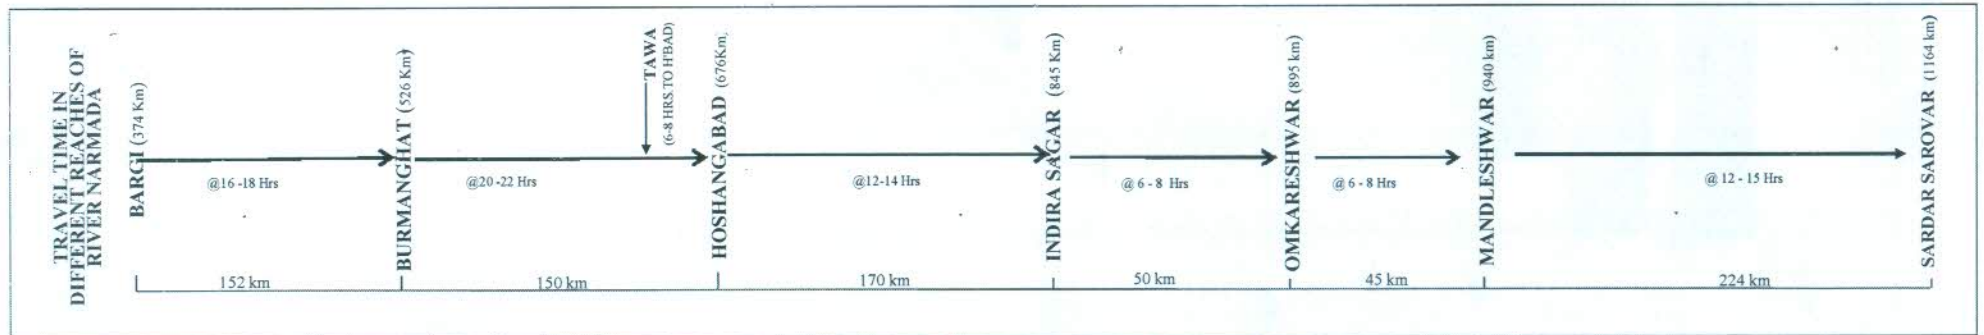 TRAVEL TIME IN
DIFFERENT REACHES OF
RIVER NARMADA
BARGI (374 Km)
@16 -18 Hrs
152 km
BURMANGHAT (526 Km)
@20 -22 Hrs
150 km
TAWA
(6-8 HRS.TO H'BAD)
HOSHANGABAD (676Km)
@12-14 Hrs
170 km
INDIRA SAGAR (845 Km)
@ 6 - 8 Hrs
50 km
OMKARESHWAR (895 km)
@ 6 - 8 Hrs
45 km
MANDLESHWAR (940 km)
@ 12 - 15 Hrs
224 km
SARDAR SAROVAR (1164 km)